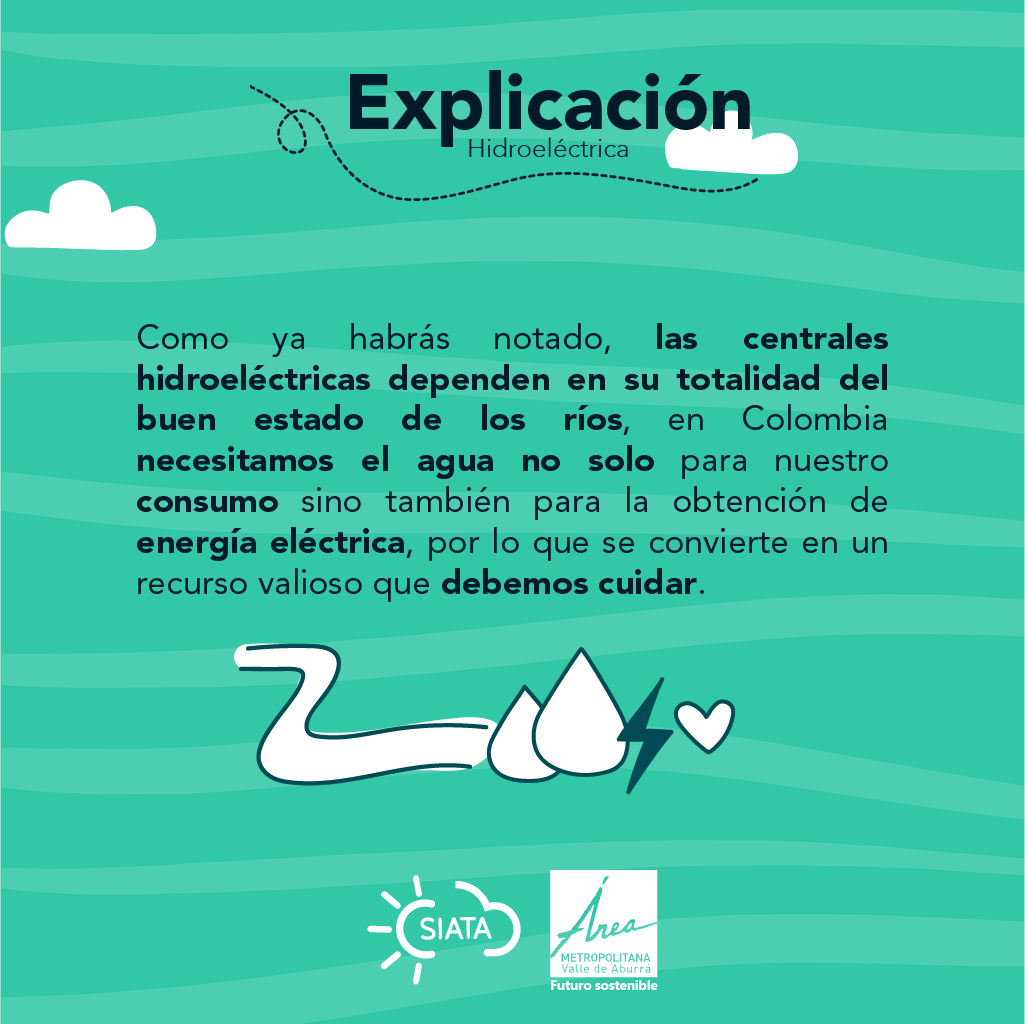 Explicación
Hidroeléctrica
Como ya habrás notado, las centrales
hidroeléctricas dependen en su totalidad del
buen estado de los ríos, en Colombia
necesitamos el agua no solo para nuestro
consumo sino también para la obtención de
energía eléctrica, por lo que se convierte en un
recurso valioso que debemos cuidar.
SIATA
Área
METROPOLITANA
Valle de Aburrá
Futuro sostenible